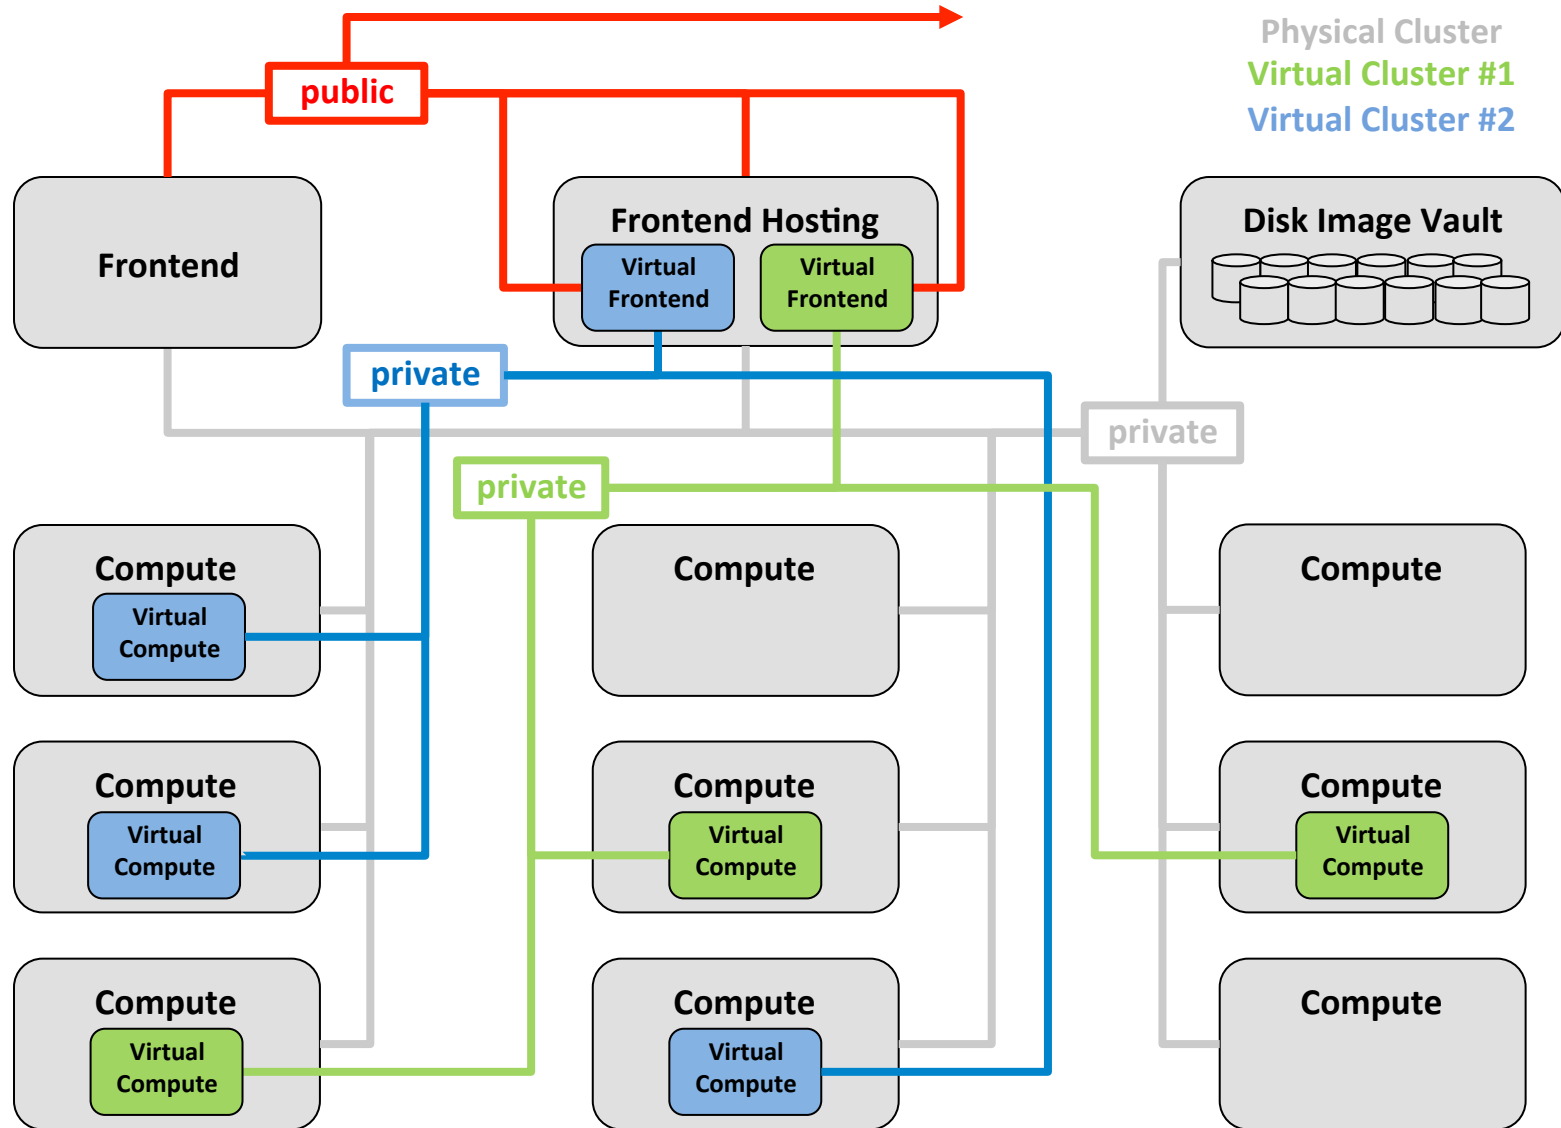 Physical Cluster
Virtual Cluster #1
Virtual Cluster #2
public
Frontend
Frontend Hosting
Virtual
Frontend
Virtual
Frontend
Disk Image Vault
private
private
private
Compute
Virtual
Compute
Compute
Compute
Compute
Virtual
Compute
Compute
Virtual
Compute
Compute
Virtual
Compute
Compute
Virtual
Compute
Compute
Virtual
Compute
Compute